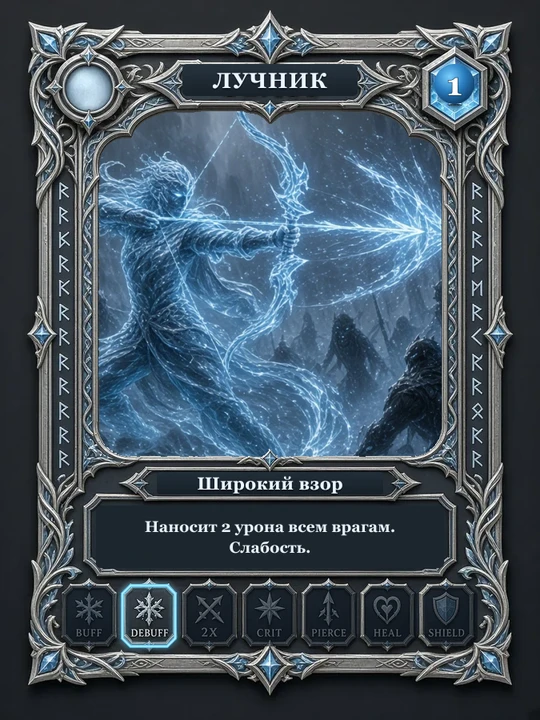 ЛУЧНИК
1
Широкий взор
Наносит 2 урона всем врагам.
Слабость.
BUFF
DEBUFF
2X
CRIT
PIERCE
HEAL
SHIELD